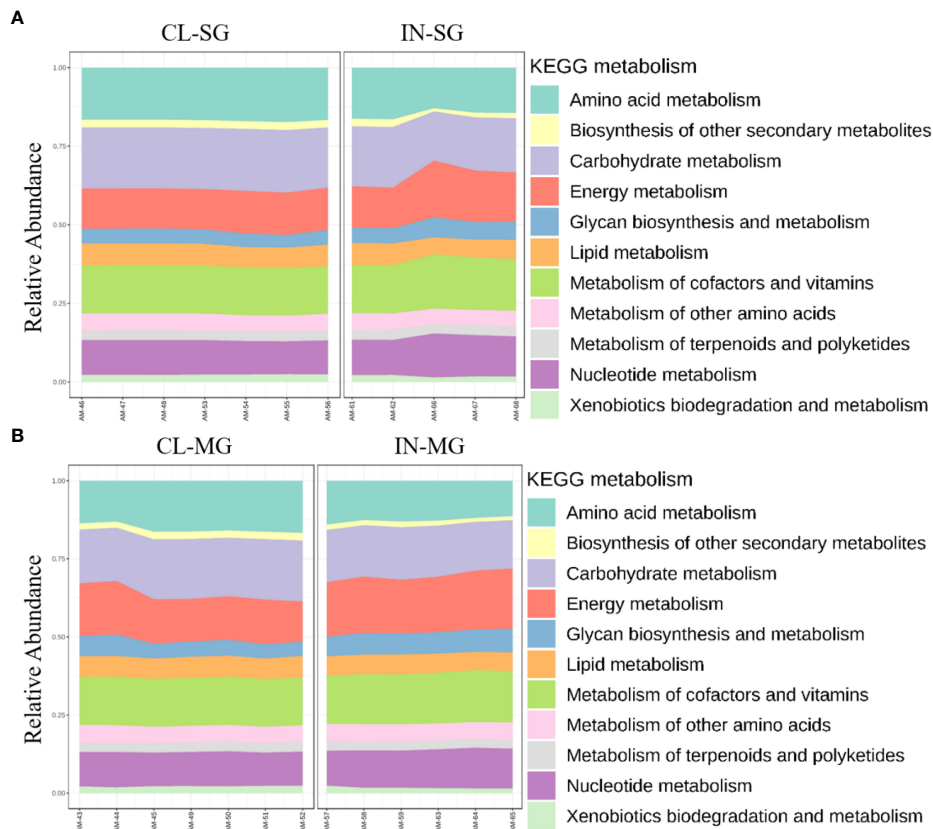 A
CL-SG
IN-SG
Relative Abundance
1.00
0.75
0.50
0.25
0.00
AM-46
AM-47
AM-48
AM-53
AM-54
AM-55
AM-56
AM-61
AM-62
AM-66
AM-67
AM-68
KEGG metabolism
Amino acid metabolism
Biosynthesis of other secondary metabolites
Carbohydrate metabolism
Energy metabolism
Glycan biosynthesis and metabolism
Lipid metabolism
Metabolism of cofactors and vitamins
Metabolism of other amino acids
Metabolism of terpenoids and polyketides
Nucleotide metabolism
Xenobiotics biodegradation and metabolism
B
CL-MG
IN-MG
Relative Abundance
1.00
0.75
0.50
0.25
0.00
AM-43
AM-44
AM-45
AM-49
AM-50
AM-51
AM-52
AM-57
AM-58
AM-59
AM-63
AM-64
AM-65
KEGG metabolism
Amino acid metabolism
Biosynthesis of other secondary metabolites
Carbohydrate metabolism
Energy metabolism
Glycan biosynthesis and metabolism
Lipid metabolism
Metabolism of cofactors and vitamins
Metabolism of other amino acids
Metabolism of terpenoids and polyketides
Nucleotide metabolism
Xenobiotics biodegradation and metabolism